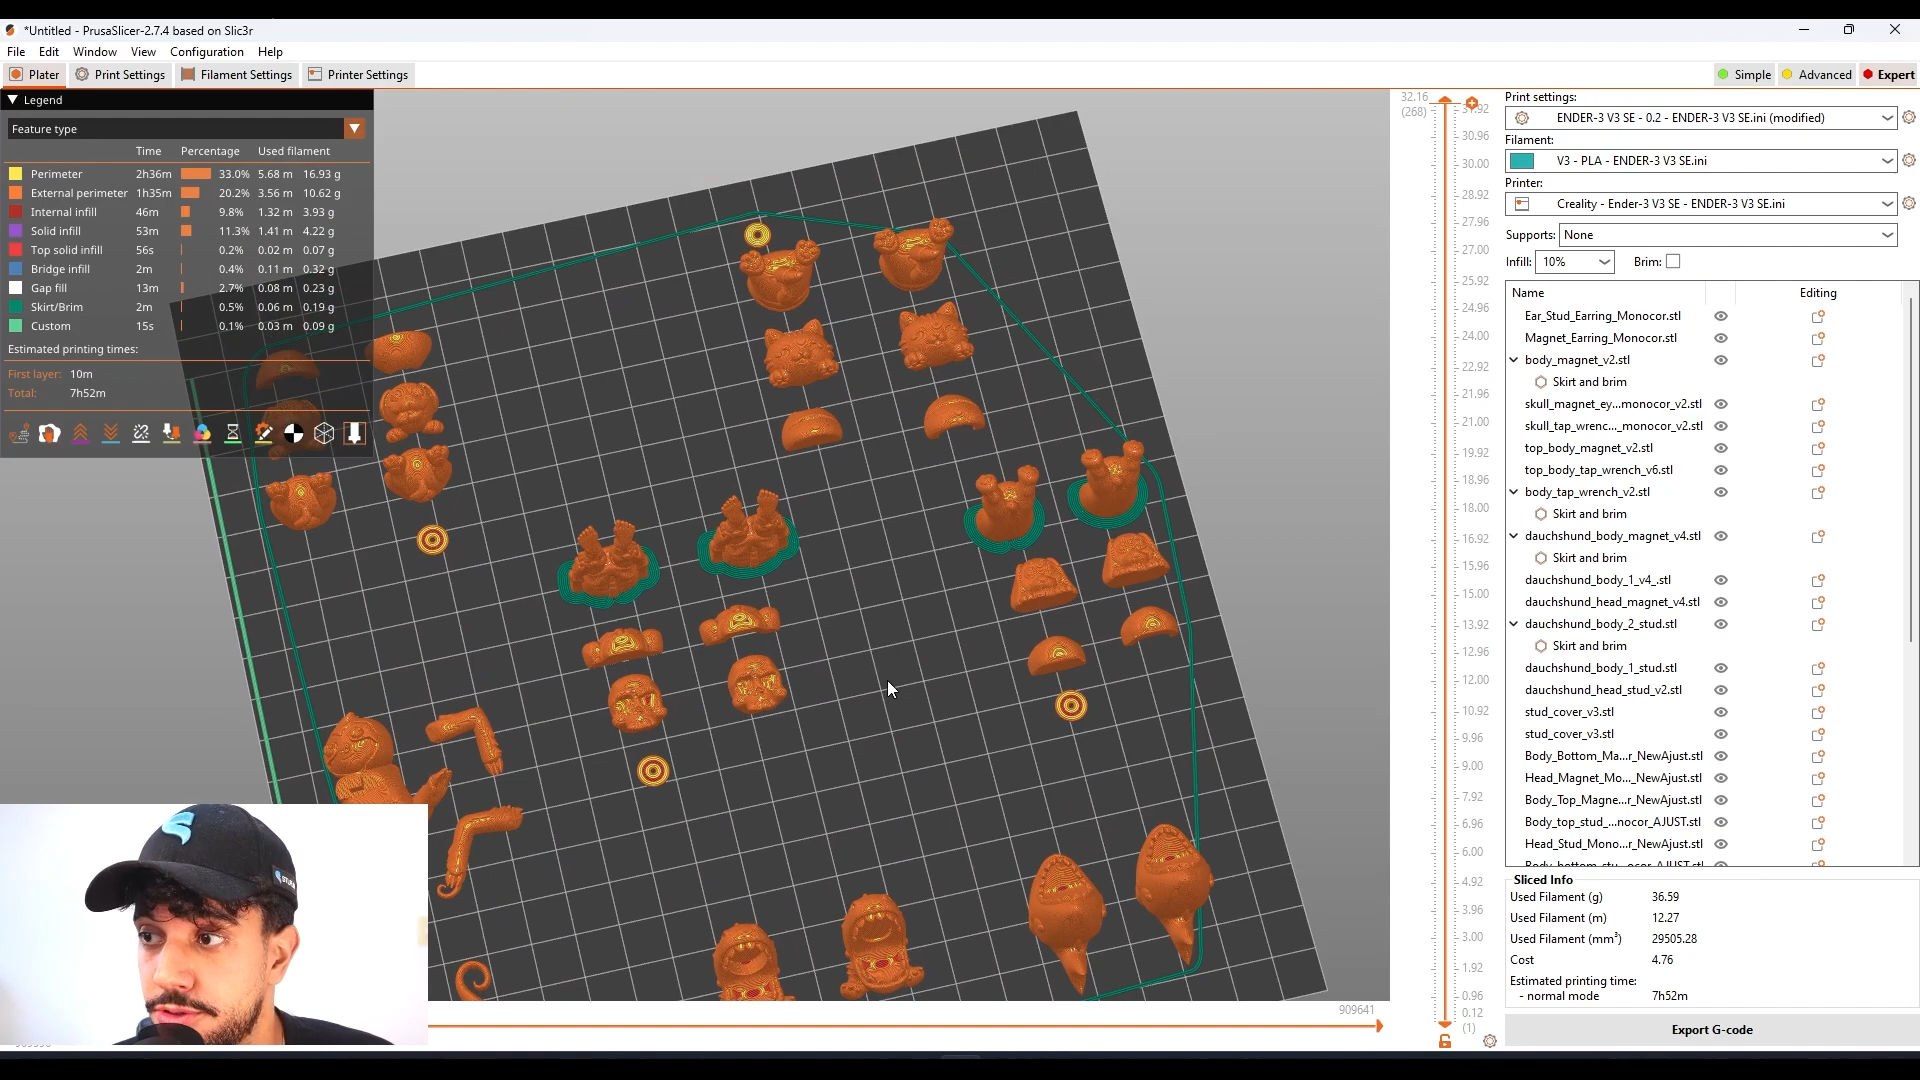 *Untitled - PrusaSlicer-2.7.4 based on Slic3r
File Edit Window View Configuration Help
Plater Print Settings Filament Settings Printer Settings Simple Advanced Expert
Legend
Feature type
Time Percentage Used filament
Perimeter 2h36m 33.0% 5.68 m 16.93 g
External perimeter 1h35m 20.2% 3.56 m 10.62 g
Internal infill 46m 9.8% 1.32 m 3.93 g
Solid infill 53m 11.3% 1.41 m 4.22 g
Top solid infill 56s 0.2% 0.02 m 0.07 g
Bridge infill 2m 0.4% 0.11 m 0.32 g
Gap fill 13m 2.7% 0.08 m 0.23 g
Skirt/Brim 2m 0.5% 0.06 m 0.19 g
Custom 15s 0.1% 0.03 m 0.09 g
Estimated printing times:
First layer: 10m
Total: 7h52m
909641
32.16
(268)
31.92
30.96
30.00
28.92
27.96
27.00
25.92
24.96
24.00
22.92
21.96
21.00
19.92
18.96
18.00
16.92
15.96
15.00
13.92
12.96
12.00
10.92
9.96
9.00
7.92
6.96
6.00
4.92
3.96
3.00
1.92
0.96
0.12
(1)
Print settings:
ENDER-3 V3 SE - 0.2 - ENDER-3 V3 SE.ini (modified)
Filament:
V3 - PLA - ENDER-3 V3 SE.ini
Printer:
Creality - Ender-3 V3 SE - ENDER-3 V3 SE.ini
Supports: None
Infill: 10% Brim:
Name Editing
Ear_Stud_Earring_Monocor.stl
Magnet_Earring_Monocor.stl
body_magnet_v2.stl
Skirt and brim
skull_magnet_ey...monocor_v2.stl
skull_tap_wrenc..._monocor_v2.stl
top_body_magnet_v2.stl
top_body_tap_wrench_v6.stl
body_tap_wrench_v2.stl
Skirt and brim
dauchshund_body_magnet_v4.stl
Skirt and brim
dauchshund_body_1_v4_.stl
dauchshund_head_magnet_v4.stl
dauchshund_body_2_stud.stl
Skirt and brim
dauchshund_body_1_stud.stl
dauchshund_head_stud_v2.stl
stud_cover_v3.stl
stud_cover_v3.stl
Body_Bottom_Ma...r_NewAjust.stl
Head_Magnet_Mo..._NewAjust.stl
Body_Top_Magne...r_NewAjust.stl
Body_top_stud_...nocor_AJUST.stl
Head_Stud_Mono...r_NewAjust.stl
Body_bottom_stu...ocor_AJUST.stl
Sliced Info
Used Filament (g) 36.59
Used Filament (m) 12.27
Used Filament (mm³) 29505.28
Cost 4.76
Estimated printing time:
- normal mode 7h52m
Export G-code